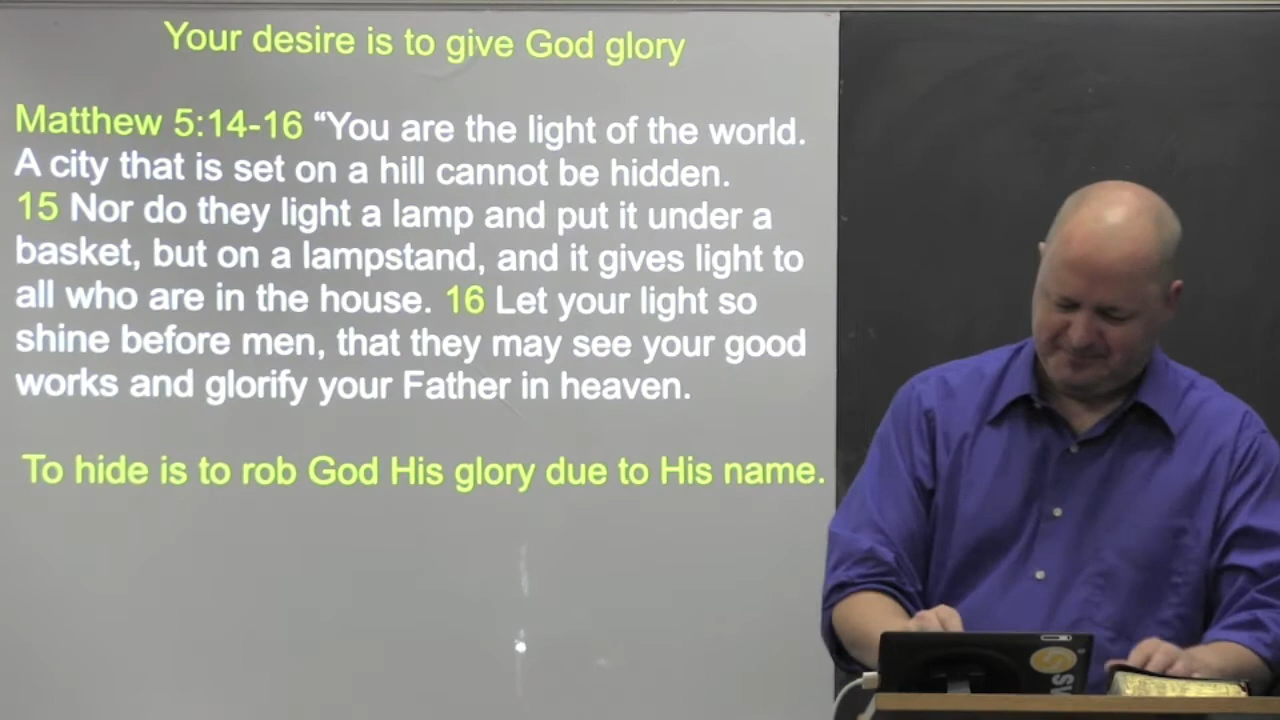 Your desire is to give God glory
Matthew 5:14-16 “You are the light of the world.
A city that is set on a hill cannot be hidden.
15 Nor do they light a lamp and put it under a
basket, but on a lampstand, and it gives light to
all who are in the house. 16 Let your light so
shine before men, that they may see your good
works and glorify your Father in heaven.
To hide is to rob God His glory due to His name.